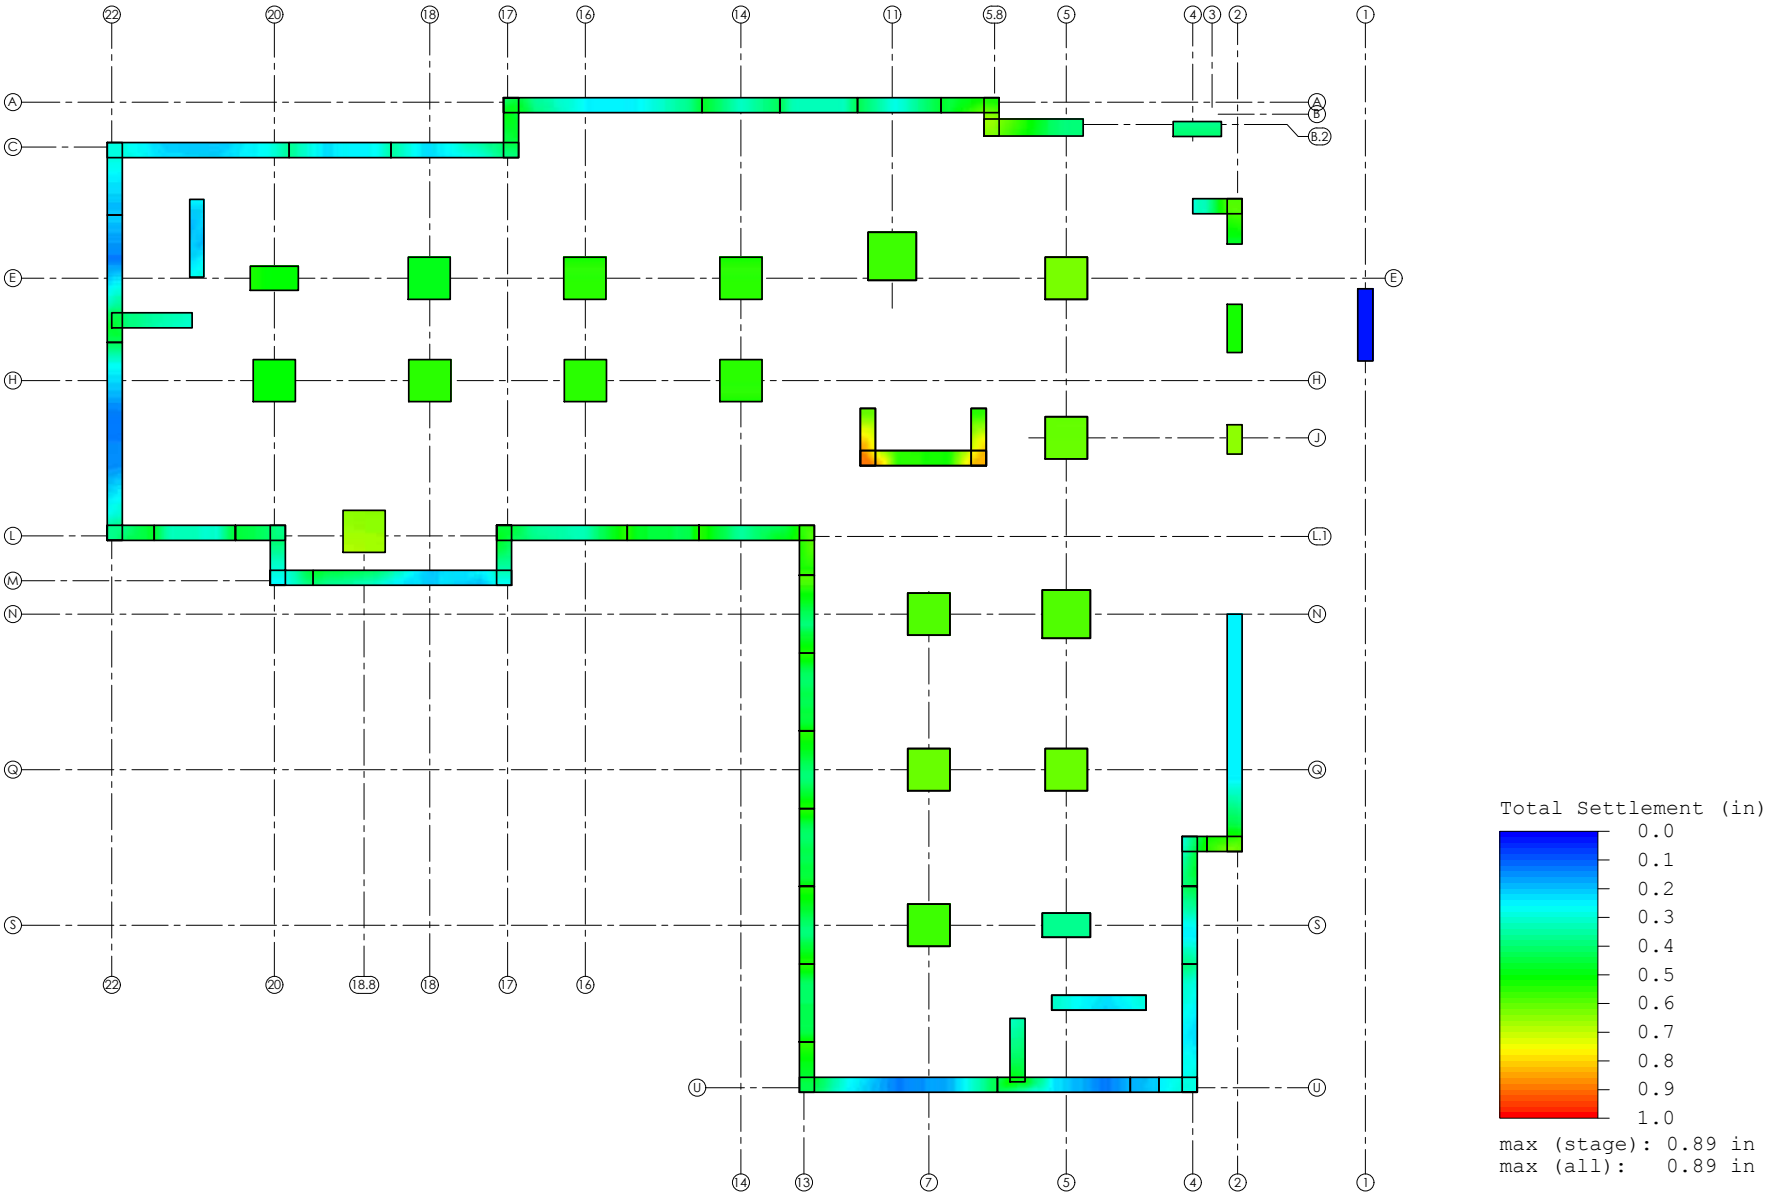 22 20 18 17 16 14 11 5.8 5 4 3 2 1
A A
B
B.2
C
E E
H H
J
L L.1
M
N N
Q Q
Total Settlement (in)
0.0
0.1
0.2
0.3
0.4
0.5
0.6
0.7
0.8
0.9
1.0
S S
22 20 18.8 18 17 16
U U
max (stage): 0.89 in
max (all): 0.89 in
14 13 7 5 4 2 1